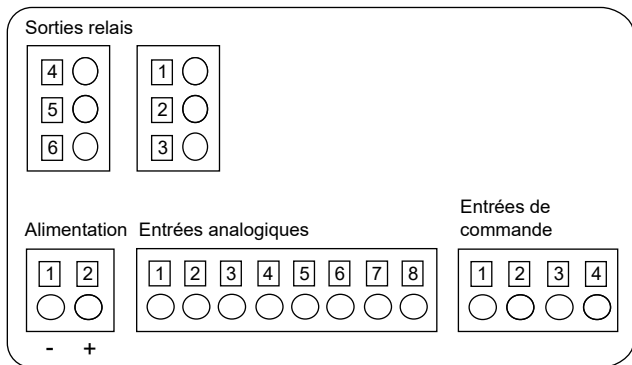 Sorties relais
4 1
5 2
6 3
Entrées de
commande
Alimentation Entrées analogiques
1 2 1 2 3 4 5 6 7 8 1 2 3 4
- +